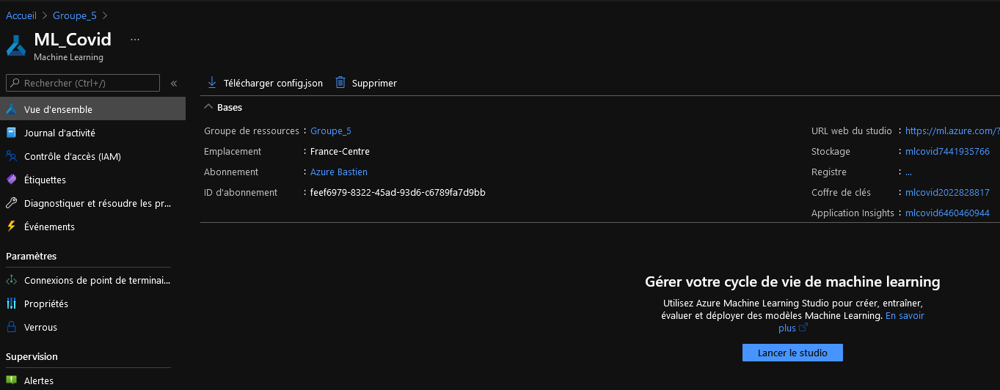 Accueil > Groupe_5 >
ML_Covid ...
Machine Learning
Rechercher (Ctrl+/) «
Télécharger config.json Supprimer
Vue d'ensemble
Journal d'activité
Contrôle d'accès (IAM)
Étiquettes
Diagnostiquer et résoudre les pr...
Événements
Paramètres
Connexions de point de terminai...
Propriétés
Verrous
Supervision
Alertes
Bases
Groupe de ressources : Groupe_5
Emplacement : France-Centre
Abonnement : Azure Bastien
ID d'abonnement : feef6979-8322-45ad-93d6-c6789fa7d9bb
URL web du studio : https://ml.azure.com/?
Stockage : mlcovid7441935766
Registre : ...
Coffre de clés : mlcovid2022828817
Application Insights : mlcovid6460460944
Gérer votre cycle de vie de machine learning
Utilisez Azure Machine Learning Studio pour créer, entraîner,
évaluer et déployer des modèles Machine Learning. En savoir
plus
Lancer le studio